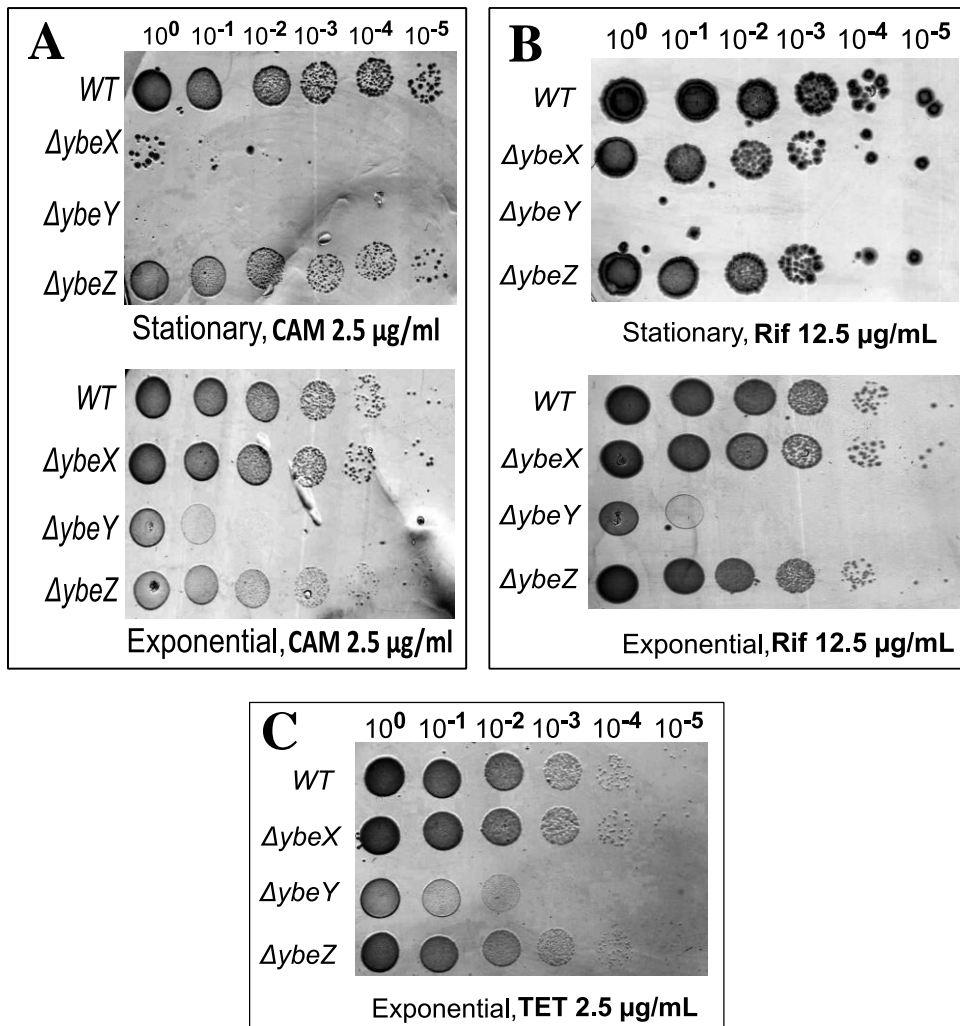 A
10⁰ 10⁻¹ 10⁻² 10⁻³ 10⁻⁴ 10⁻⁵
WT
ΔybeX
ΔybeY
ΔybeZ
Stationary, CAM 2.5 µg/ml
WT
ΔybeX
ΔybeY
ΔybeZ
Exponential, CAM 2.5 µg/ml
B
10⁰ 10⁻¹ 10⁻² 10⁻³ 10⁻⁴ 10⁻⁵
WT
ΔybeX
ΔybeY
ΔybeZ
Stationary, Rif 12.5 µg/mL
WT
ΔybeX
ΔybeY
ΔybeZ
Exponential, Rif 12.5 µg/mL
C
10⁰ 10⁻¹ 10⁻² 10⁻³ 10⁻⁴ 10⁻⁵
WT
ΔybeX
ΔybeY
ΔybeZ
Exponential, TET 2.5 µg/mL